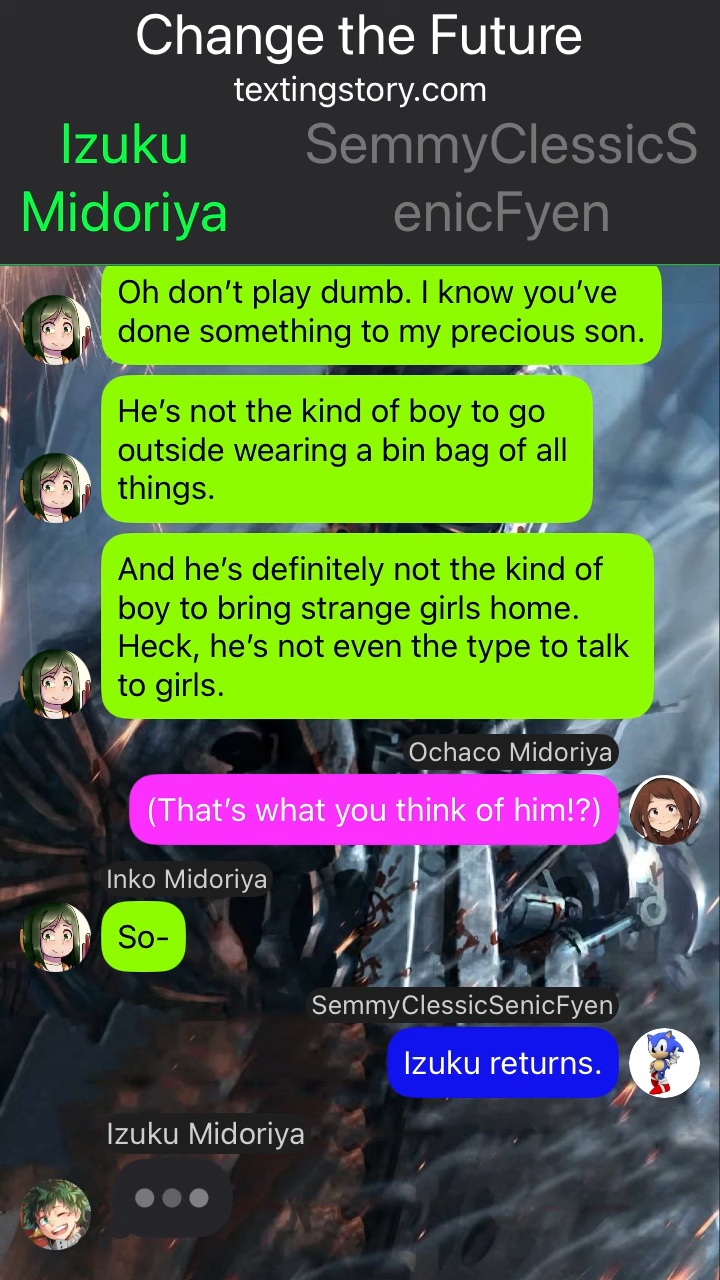 Change the Future
textingstory.com
Izuku
Midoriya
SemmyClessicS
enicFyen
Oh don’t play dumb. I know you’ve
done something to my precious son.
He’s not the kind of boy to go
outside wearing a bin bag of all
things.
And he’s definitely not the kind of
boy to bring strange girls home.
Heck, he’s not even the type to talk
to girls.
Ochaco Midoriya
(That’s what you think of him!?)
Inko Midoriya
So-
SemmyClessicSenicFyen
Izuku returns.
Izuku Midoriya